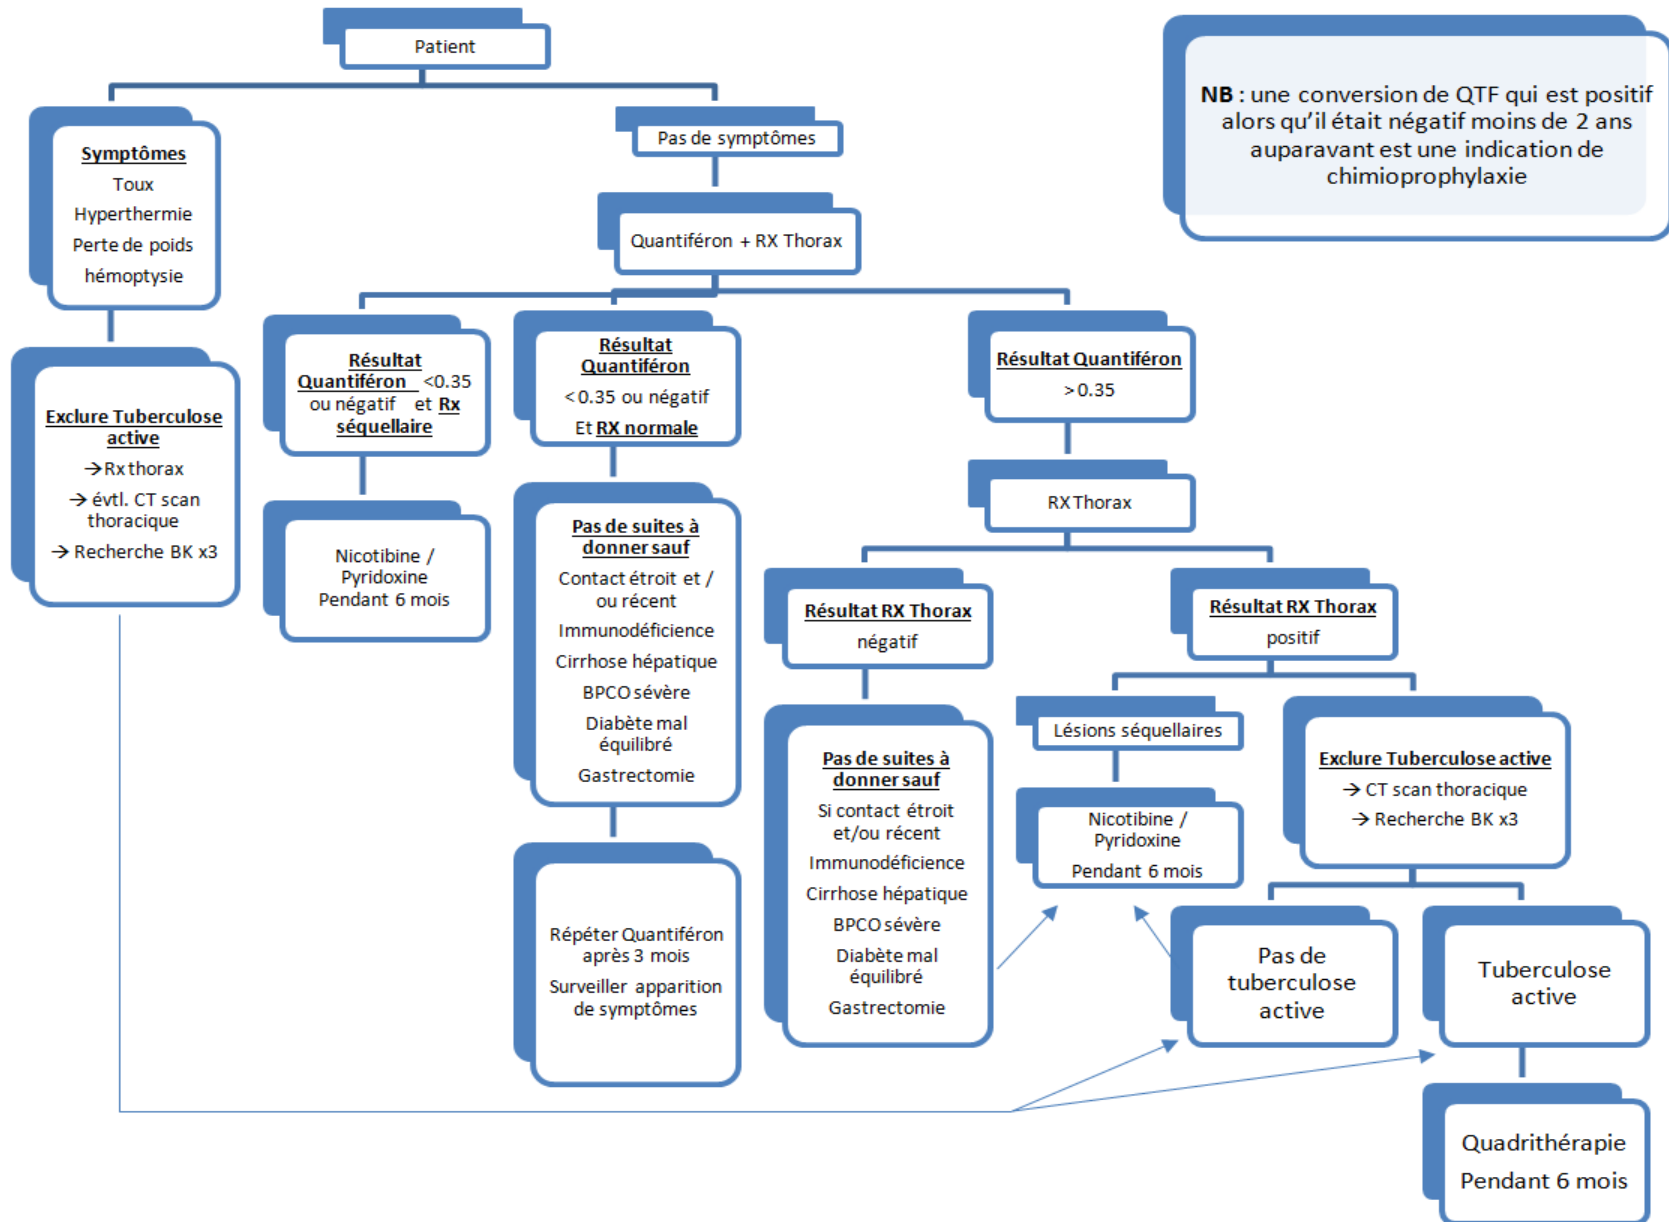 Patient
NB : une conversion de QTF qui est positif
alors qu'il était négatif moins de 2 ans
auparavant est une indication de
chimioprophylaxie
Symptômes
Toux
Hyperthermie
Perte de poids
hémoptysie
Pas de symptômes
Quantiféron + RX Thorax
Exclure Tuberculose
active
→ Rx thorax
→ évtl. CT scan
thoracique
→ Recherche BK x3
Résultat
Quantiféron <0.35
ou négatif et Rx
séquellaire
Nicotibine /
Pyridoxine
Pendant 6 mois
Résultat
Quantiféron
< 0.35 ou négatif
Et RX normale
Pas de suites à
donner sauf
Contact étroit et /
ou récent
Immunodéficience
Cirrhose hépatique
BPCO sévère
Diabète mal
équilibré
Gastrectomie
Répéter Quantiféron
après 3 mois
Surveiller apparition
de symptômes
Résultat Quantiféron
> 0.35
RX Thorax
Résultat RX Thorax
négatif
Pas de suites à
donner sauf
Si contact étroit
et/ou récent
Immunodéficience
Cirrhose hépatique
BPCO sévère
Diabète mal
équilibré
Gastrectomie
Résultat RX Thorax
positif
Lésions séquellaires
Nicotibine /
Pyridoxine
Pendant 6 mois
Exclure Tuberculose active
→ CT scan thoracique
→ Recherche BK x3
Pas de
tuberculose
active
Tuberculose
active
Quadrithérapie
Pendant 6 mois